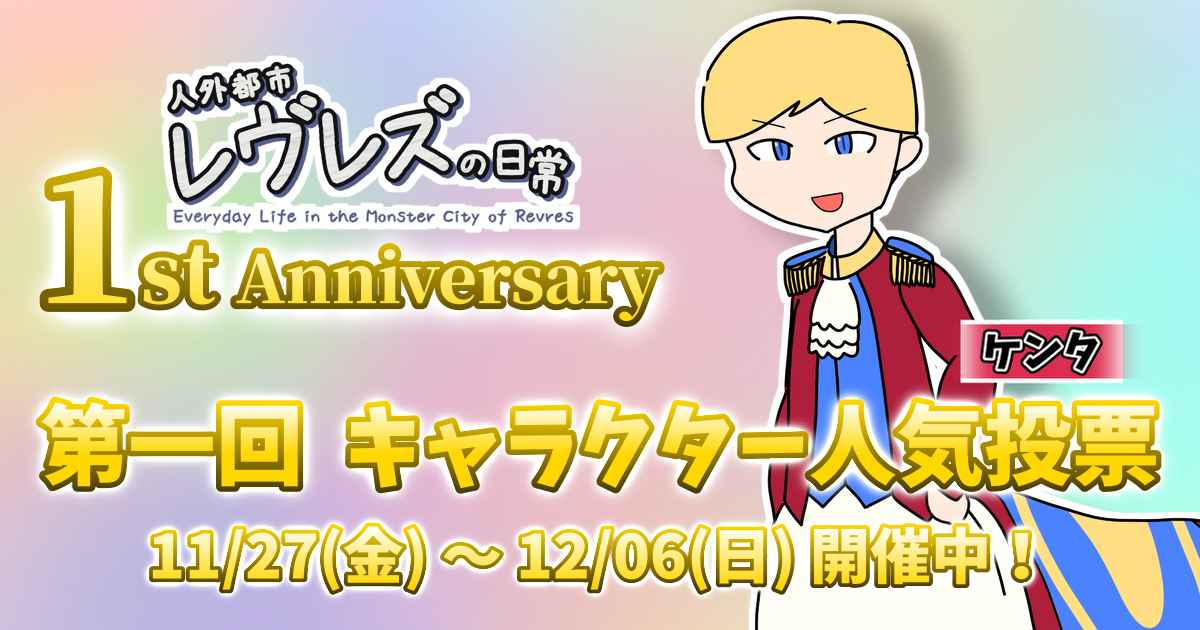 人外都市
レヴレズの日常
Everyday Life in the Monster City of Revres
1st Anniversary
ケンタ
第一回 キャラクター人気投票
11/27(金) ～ 12/06(日) 開催中！